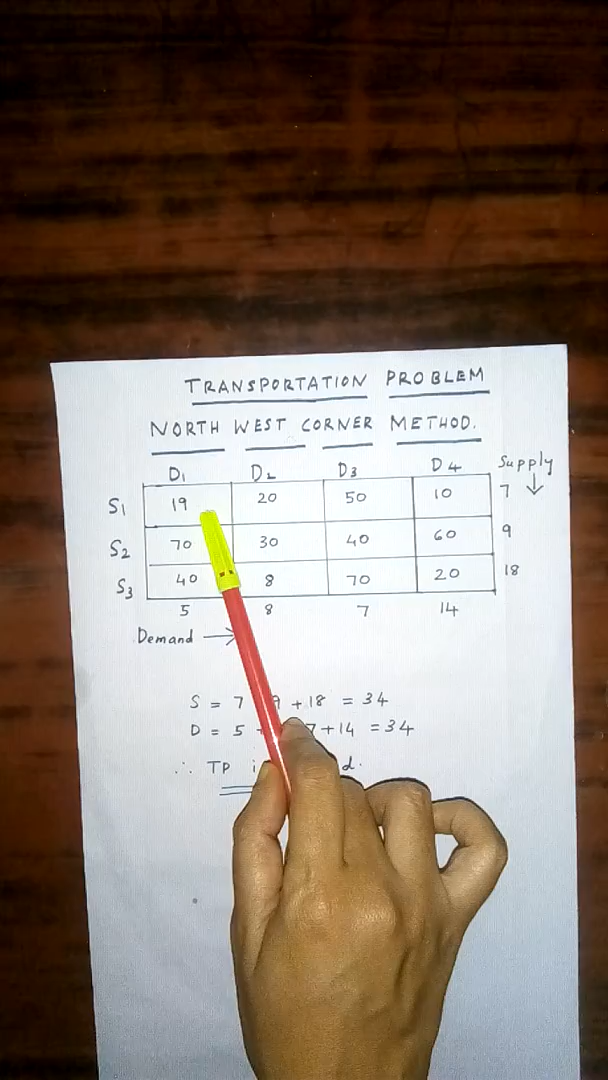 TRANSPORTATION PROBLEM
NORTH WEST CORNER METHOD.
D1 D2 D3 D4 Supply ↓
S1 19 20 50 10 7
S2 70 30 40 60 9
S3 40 8 70 20 18
5 8 7 14
Demand →
S = 7 9 + 18 = 34
D = 5 + 7 + 14 = 34
∴ TP